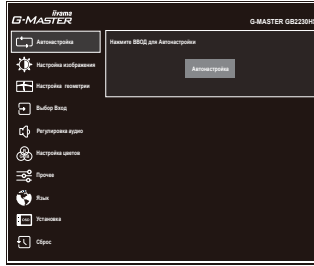 iiyama
G-MASTER
G-MASTER GB2230HS
Автонастройка
Нажмите ВВОД для Автонастройки
Автонастройка
Настройка изображения
Настройка геометрии
Выбор Вход
Регулировка аудио
Настройка цветов
Прочее
Язык
OSD
Установка
Сброс